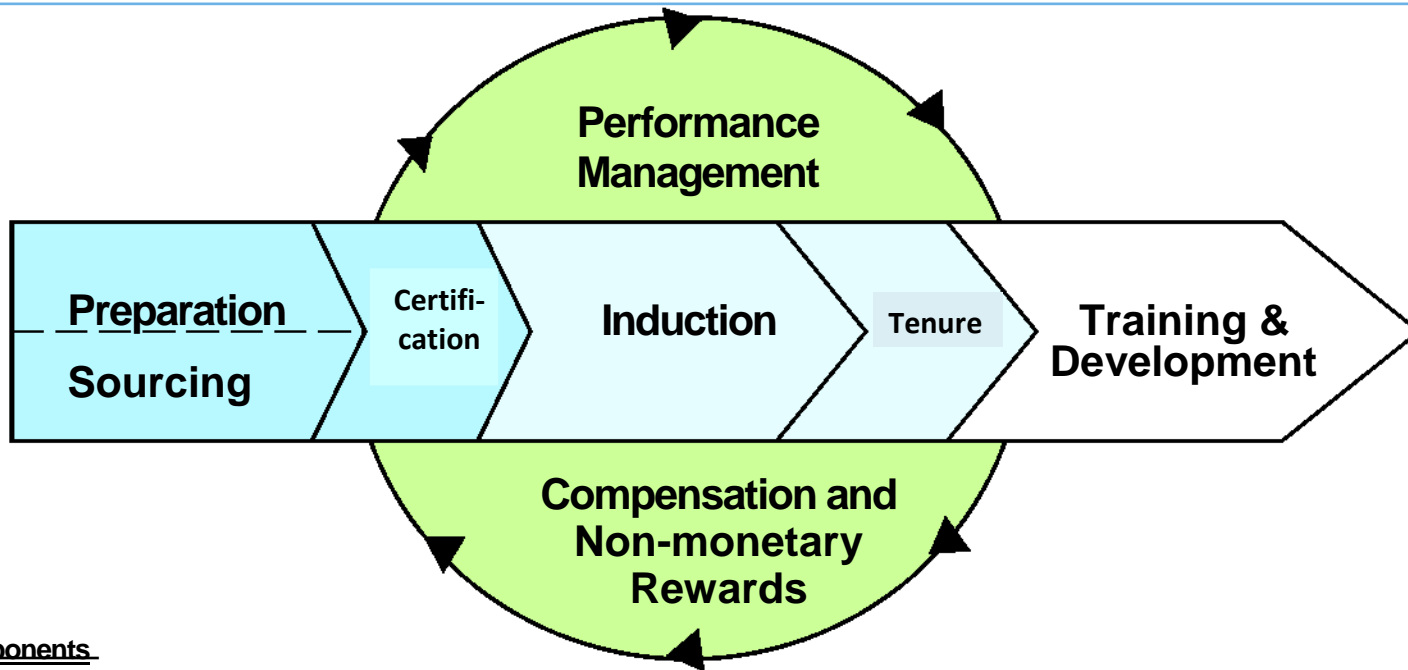 Performance
Management
Preparation
Sourcing
Certifi-
cation
Induction
Tenure
Training &
Development
Compensation and
Non-monetary
Rewards